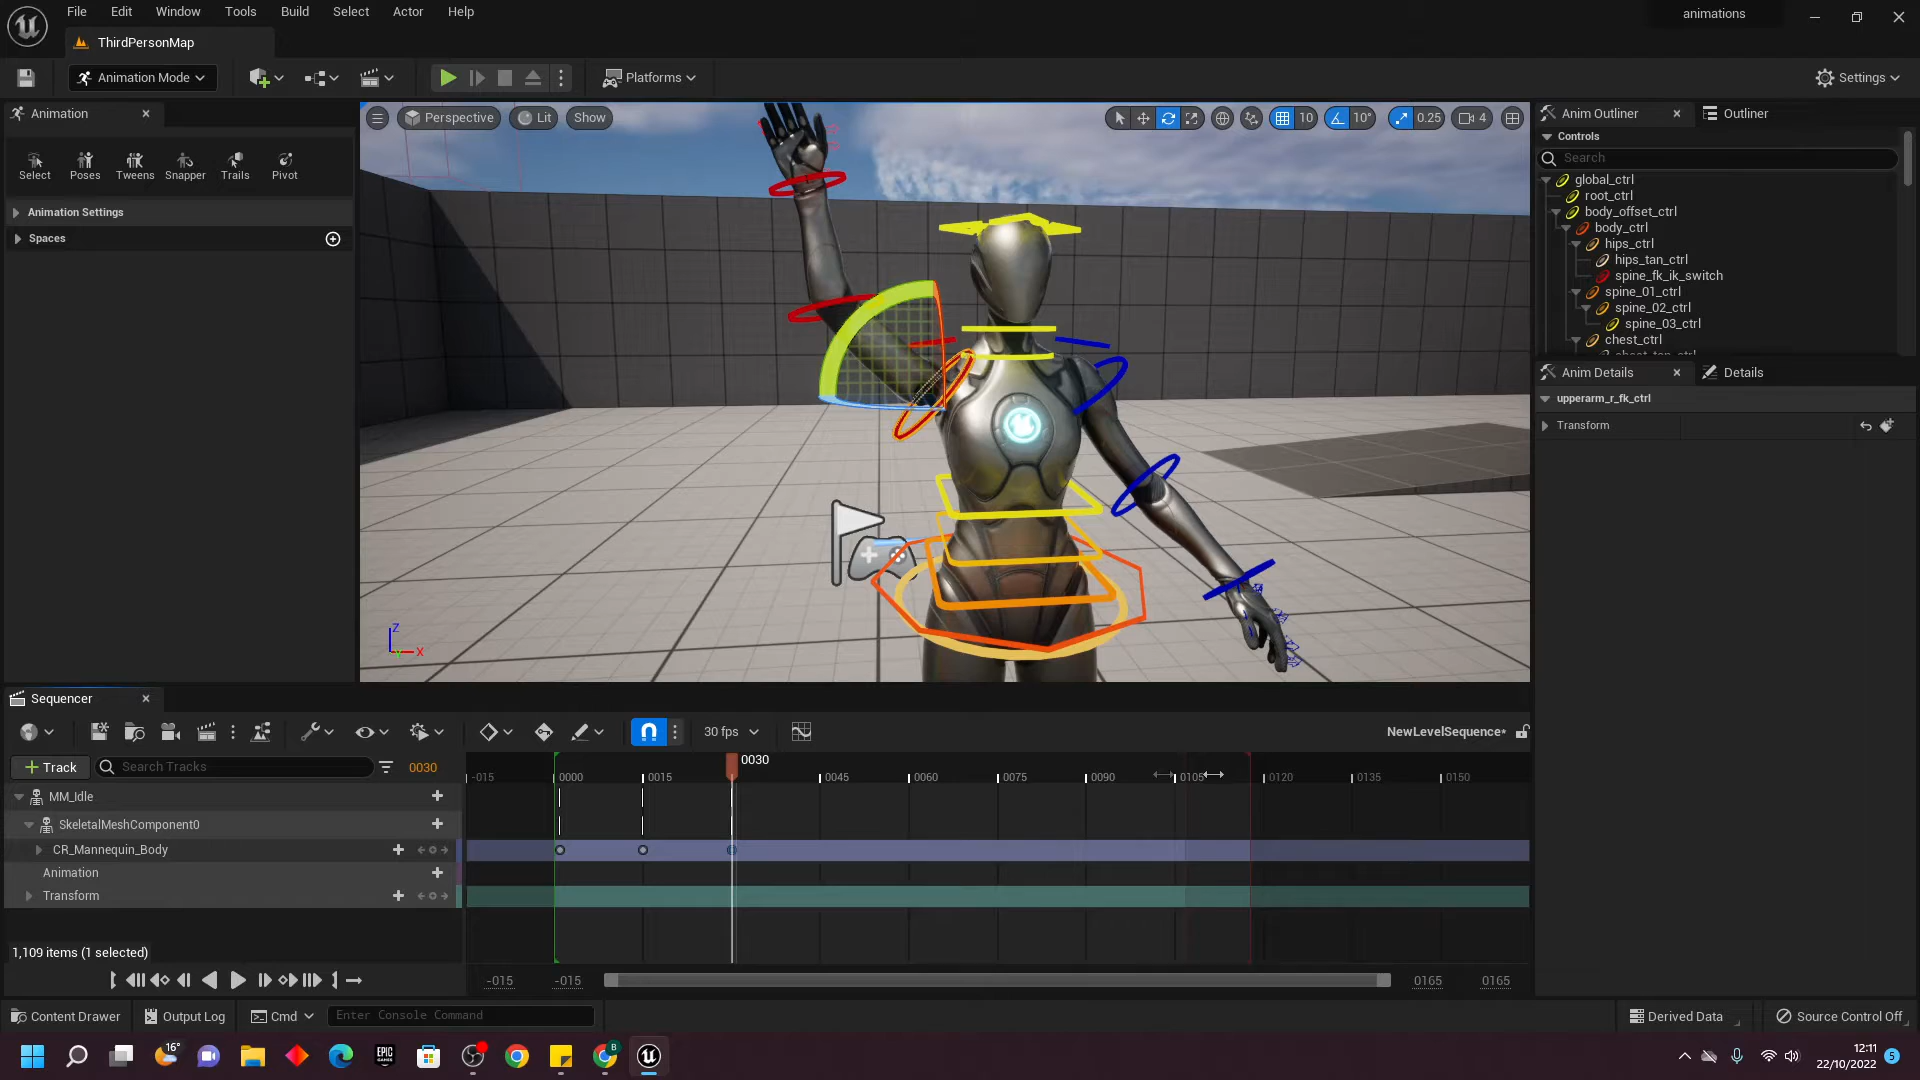 File Edit Window Tools Build Select Actor Help
animations
ThirdPersonMap
Animation Mode
Platforms
Settings
Animation
Perspective Lit Show
10 10° 0.25 4
Anim Outliner Outliner
Controls
Search
Select Poses Tweens Snapper Trails Pivot
Animation Settings
Spaces
global_ctrl
root_ctrl
body_offset_ctrl
body_ctrl
hips_ctrl
hips_tan_ctrl
spine_fk_ik_switch
spine_01_ctrl
spine_02_ctrl
spine_03_ctrl
chest_ctrl
chest_tan_ctrl
Anim Details Details
upperarm_r_fk_ctrl
Transform
Z
X
Sequencer
30 fps
NewLevelSequence*
Track Search Tracks 0030
0030
-015 0000 0015 0045 0060 0075 0090 0105 0120 0135 0150
MM_Idle
SkeletalMeshComponent0
CR_Mannequin_Body
Animation
Transform
1,109 items (1 selected)
-015 -015 0165 0165
Content Drawer Output Log Cmd Enter Console Command
Derived Data Source Control Off
16°
EPIC GAMES
B
12:11
22/10/2022
5